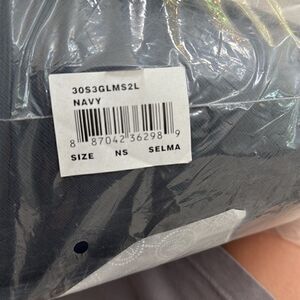 30S3GLMS2L
NAVY
8 87042 36298 9
SIZE NS SELMA